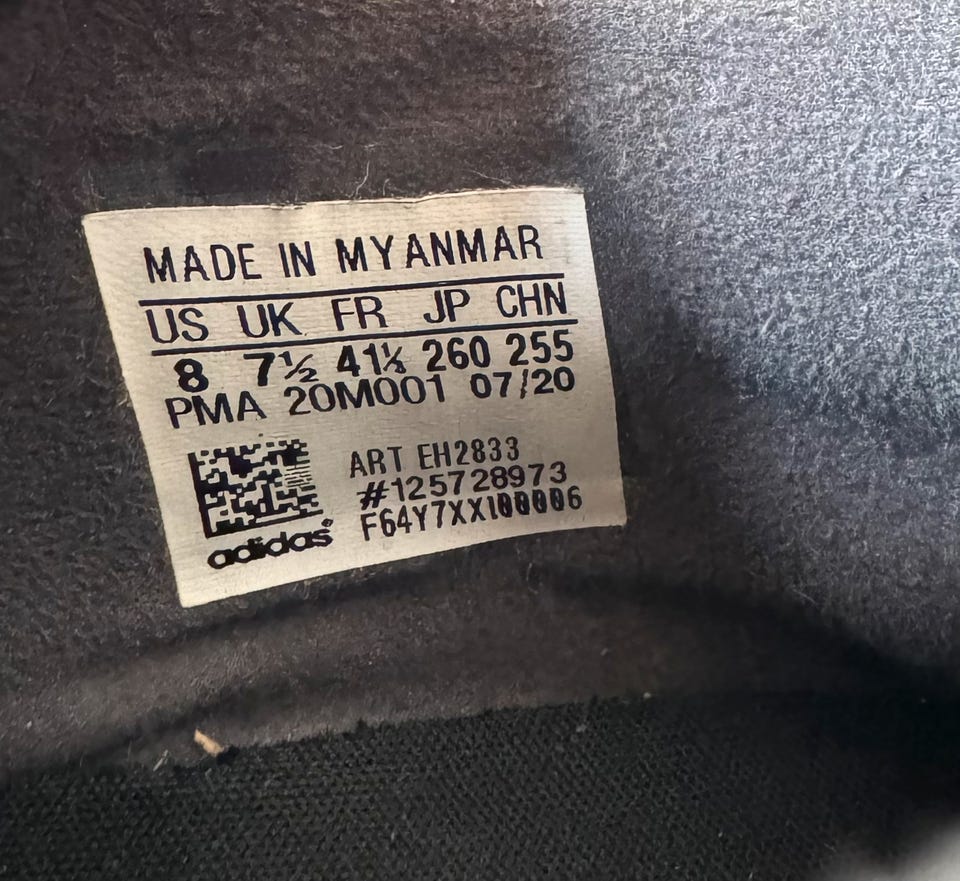 MADE IN MYANMAR
US UK FR JP CHN
8 7½ 41⅓ 260 255
PMA 20M001 07/20
ART EH2833
#125728973
F64Y7XX100006
adidas®